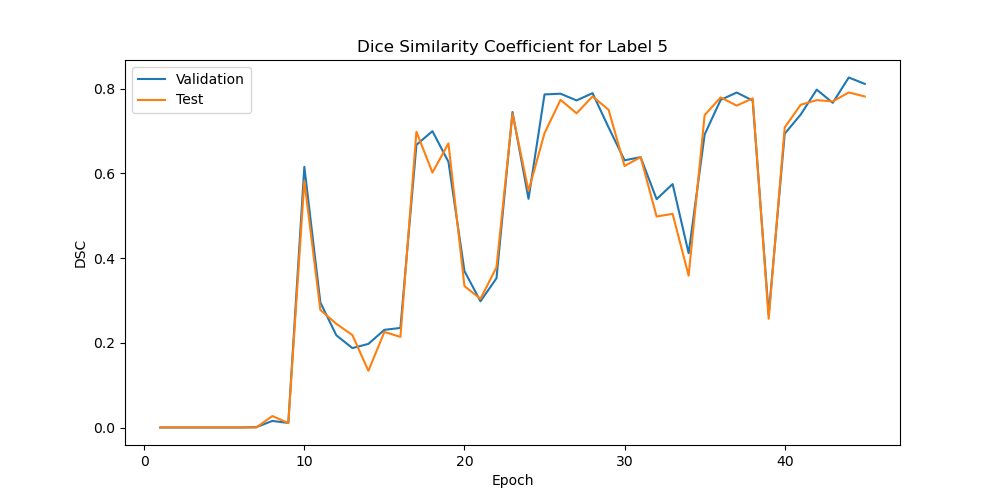 Dice Similarity Coefficient for Label 5
Validation
Test
DSC
0.8
0.6
0.4
0.2
0.0
0 10 20 30 40
Epoch